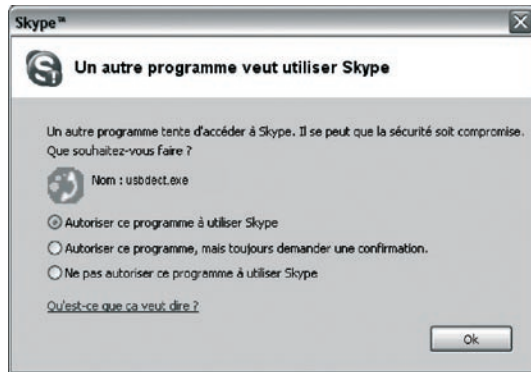 Skype™
Un autre programme veut utiliser Skype
Un autre programme tente d'accéder à Skype. Il se peut que la sécurité soit compromise.
Que souhaitez-vous faire ?
Nom : usbdect.exe
Autoriser ce programme à utiliser Skype
Autoriser ce programme, mais toujours demander une confirmation.
Ne pas autoriser ce programme à utiliser Skype
Qu'est-ce que ça veut dire ?
Ok